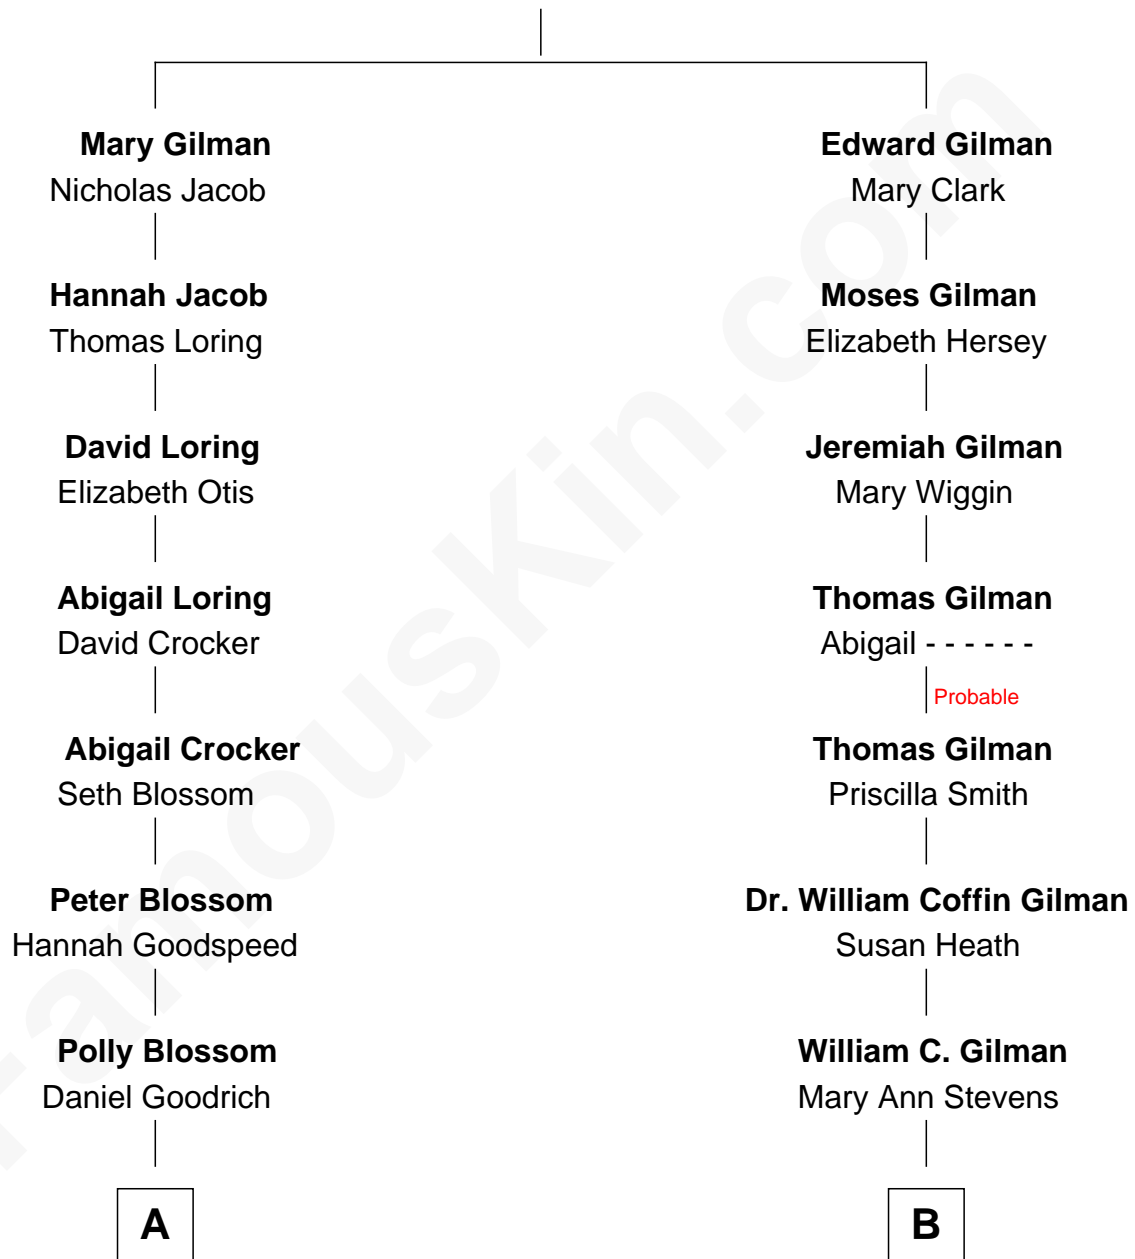 Mary Gilman
Nicholas Jacob
Hannah Jacob
Thomas Loring
David Loring
Elizabeth Otis
Abigail Loring
David Crocker
Abigail Crocker
Seth Blossom
Peter Blossom
Hannah Goodspeed
Polly Blossom
Daniel Goodrich
A
Edward Gilman
Mary Clark
Moses Gilman
Elizabeth Hersey
Jeremiah Gilman
Mary Wiggin
Thomas Gilman
Abigail - - - - - -
Probable
Thomas Gilman
Priscilla Smith
Dr. William Coffin Gilman
Susan Heath
William C. Gilman
Mary Ann Stevens
B
FamousKin.com